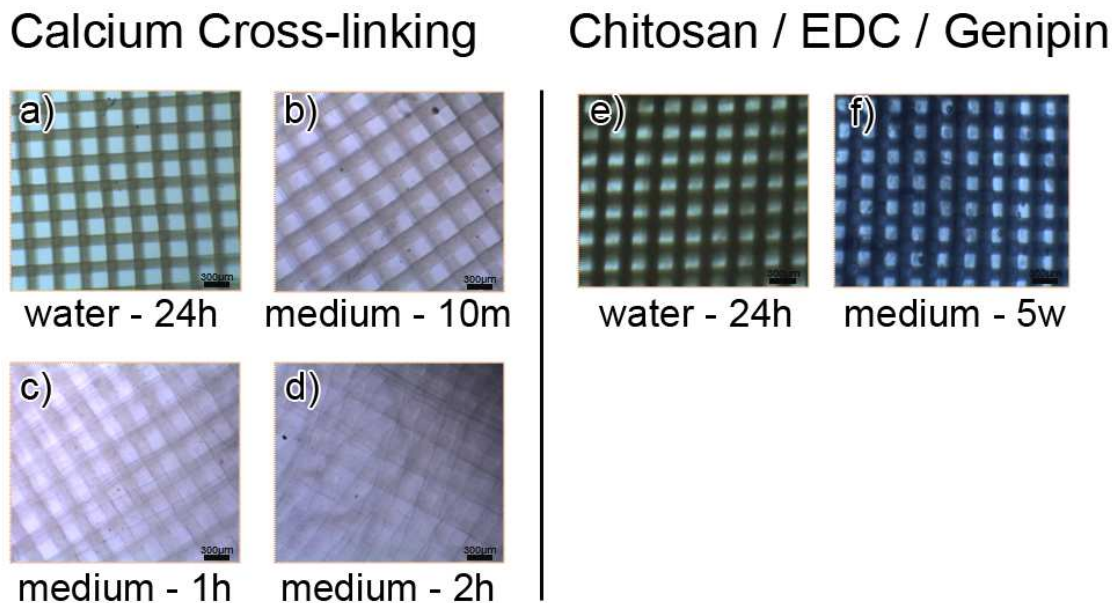 Calcium Cross-linking
Chitosan / EDC / Genipin
a)
300µm
water - 24h
b)
300µm
medium - 10m
c)
300µm
medium - 1h
d)
300µm
medium - 2h
e)
300µm
water - 24h
f)
300µm
medium - 5w